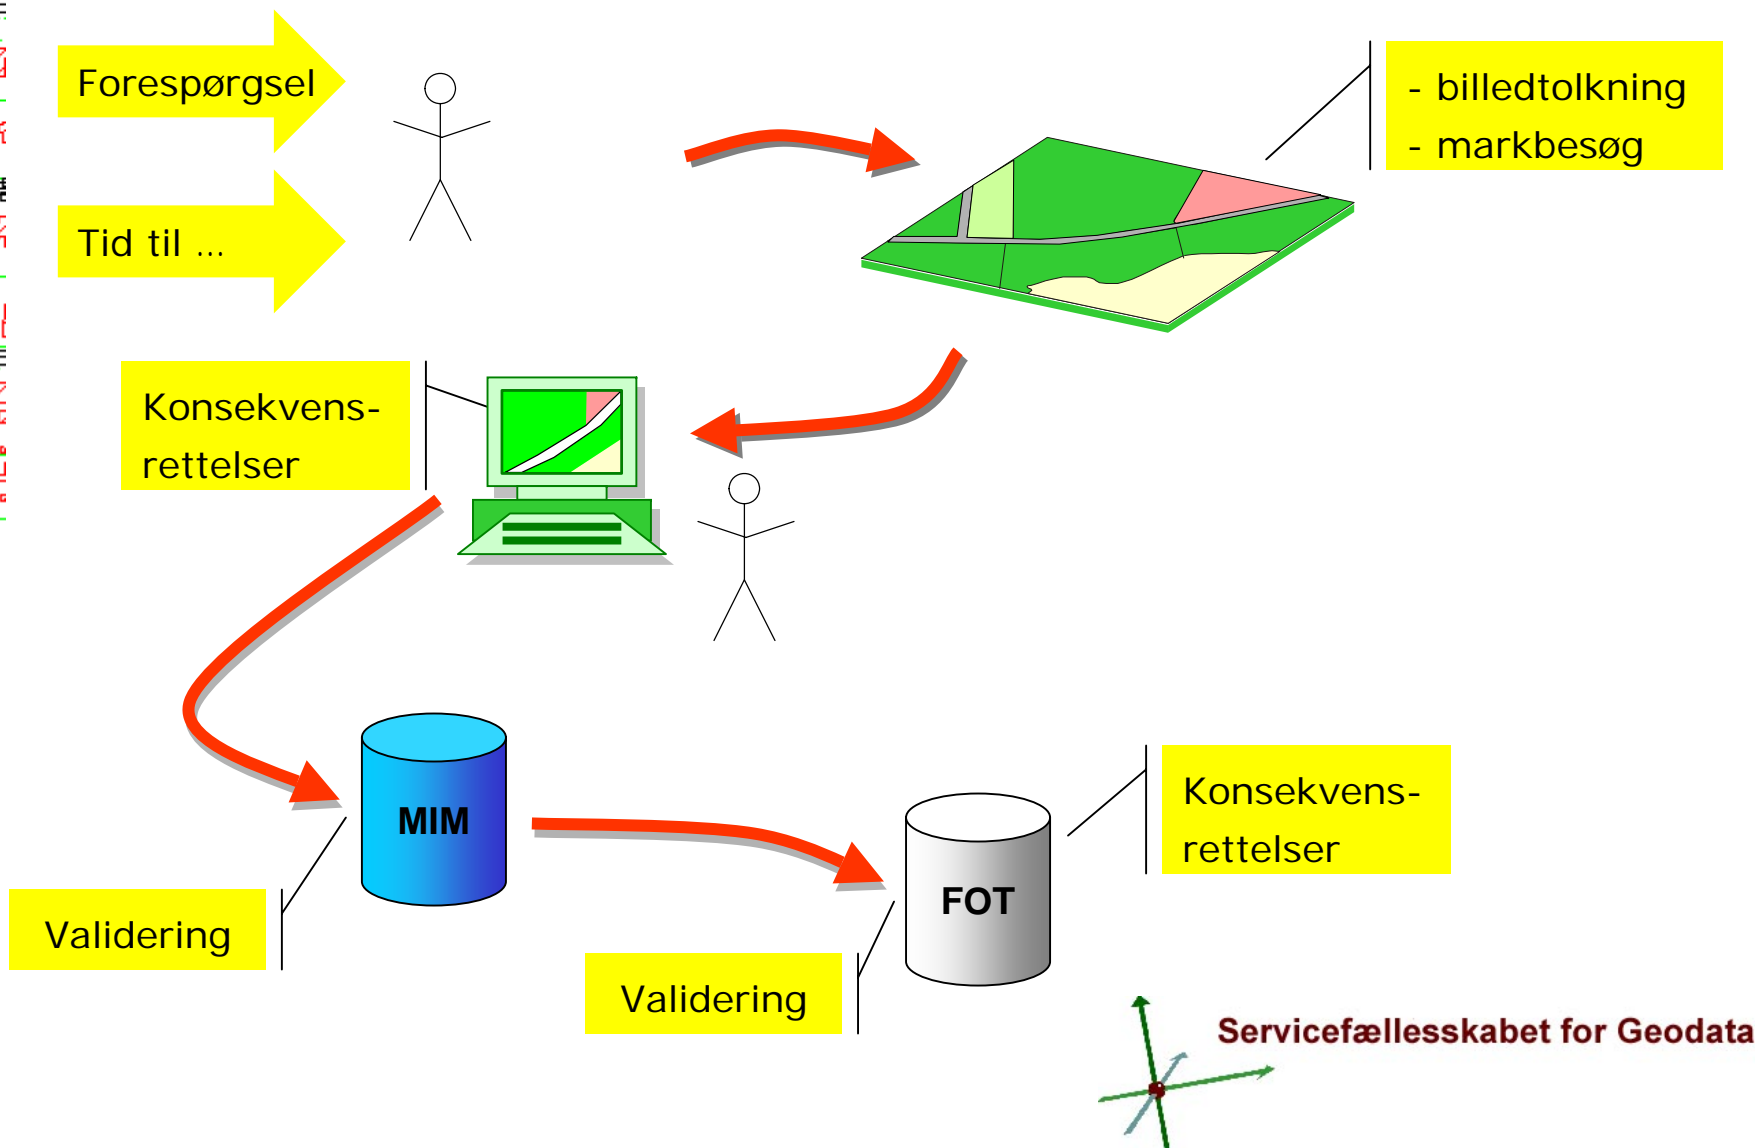 Forespørgsel
Tid til ...
- billedtolkning
- markbesøg
Konsekvens-
rettelser
MIM
Validering
FOT
Validering
Konsekvens-
rettelser
Servicefællesskabet for Geodata